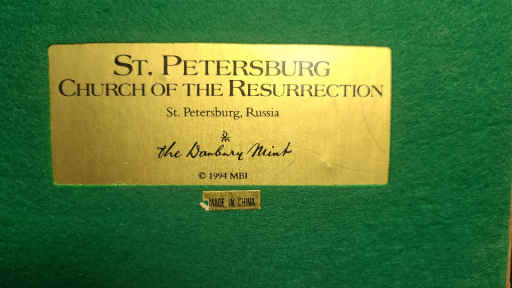 ST. PETERSBURG
CHURCH OF THE RESURRECTION
St. Petersburg, Russia
the Danbury Mint
© 1994 MBI
MADE IN CHINA